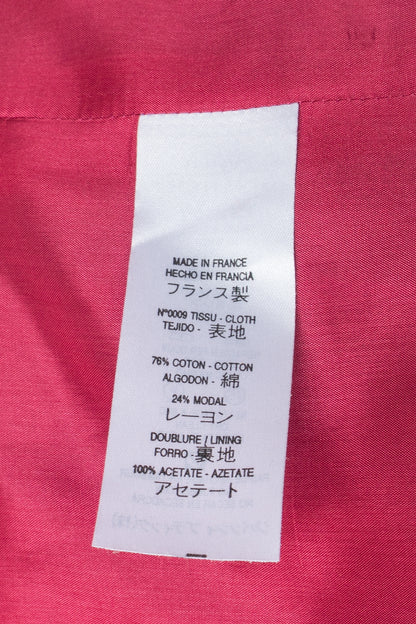 MADE IN FRANCE
HECHO EN FRANCIA
フランス製
N°0009 TISSU - CLOTH
TEJIDO - 表地
76% COTON - COTTON
ALGODON - 綿
24% MODAL
レーヨン
DOUBLURE / LINING
FORRO - 裏地
100% ACETATE - AZETATE
アセテート